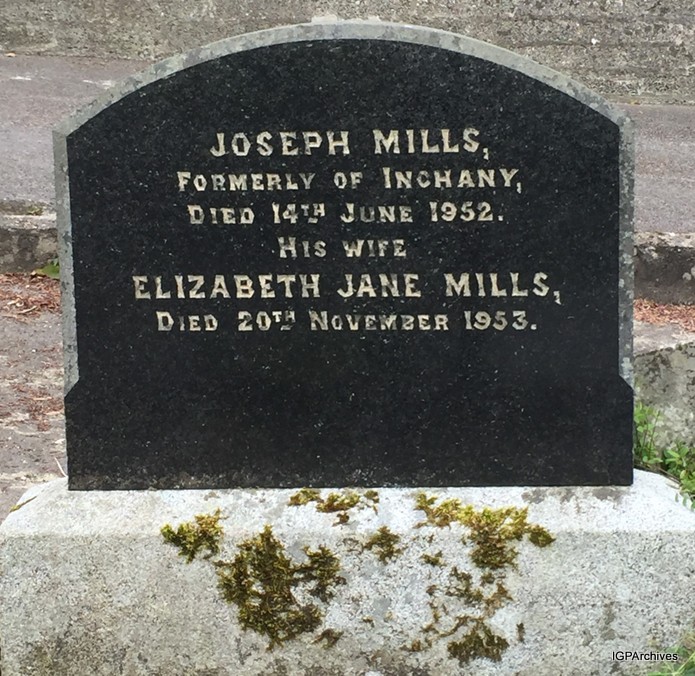 JOSEPH MILLS,
FORMERLY OF INCHANY,
DIED 14TH JUNE 1952.
HIS WIFE
ELIZABETH JANE MILLS,
DIED 20TH NOVEMBER 1953.
IGPArchives